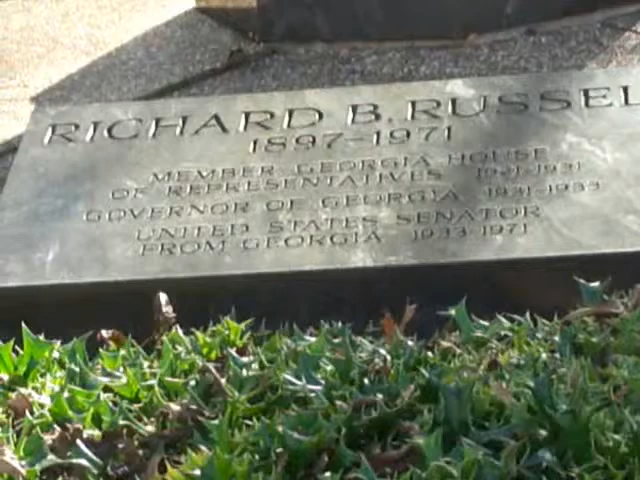 RICHARD B. RUSSEL
1897-1971
MEMBER GEORGIA HOUSE
OF REPRESENTATIVES 1921-1931
GOVERNOR OF GEORGIA 1931-1933
UNITED STATES SENATOR
FROM GEORGIA 1933-1971